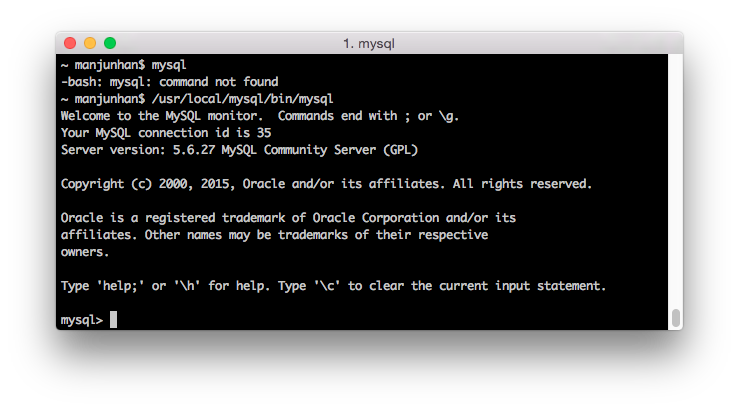 1. mysql
~ manjunhan$ mysql
-bash: mysql: command not found
~ manjunhan$ /usr/local/mysql/bin/mysql
Welcome to the MySQL monitor.  Commands end with ; or \g.
Your MySQL connection id is 35
Server version: 5.6.27 MySQL Community Server (GPL)
Copyright (c) 2000, 2015, Oracle and/or its affiliates. All rights reserved.
Oracle is a registered trademark of Oracle Corporation and/or its
affiliates. Other names may be trademarks of their respective
owners.
Type 'help;' or '\h' for help. Type '\c' to clear the current input statement.
mysql>